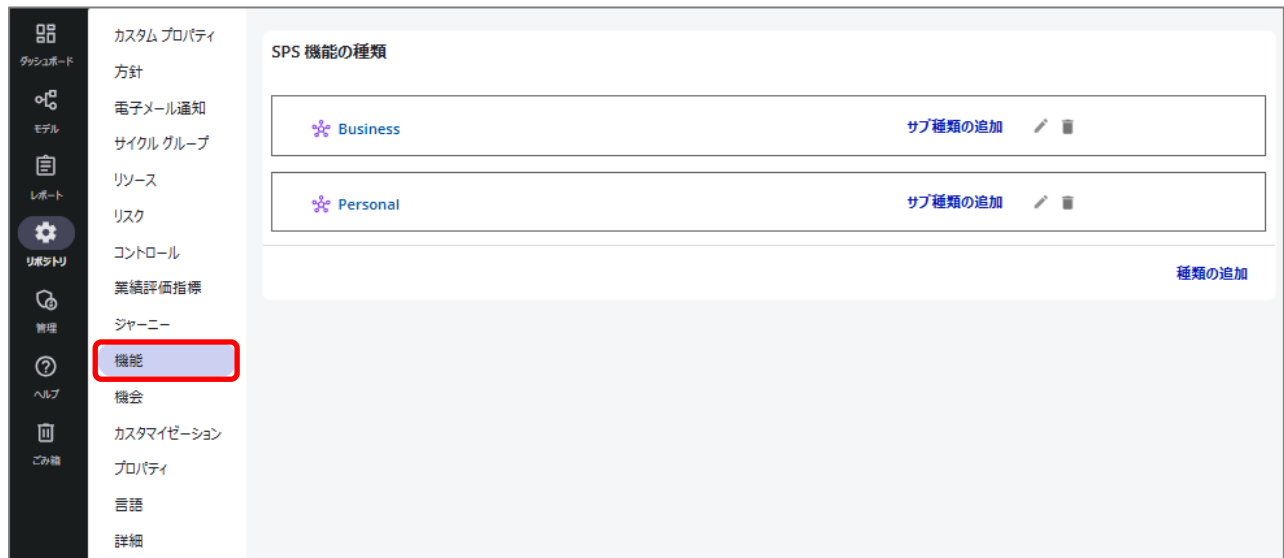 ダッシュボード
モデル
レポート
リポジトリ
管理
ヘルプ
ごみ箱
カスタム プロパティ
方針
電子メール通知
サイクル グループ
リソース
リスク
コントロール
業績評価指標
ジャーニー
機能
機会
カスタマイゼーション
プロパティ
言語
詳細
SPS 機能の種類
Business サブ種類の追加
Personal サブ種類の追加
種類の追加